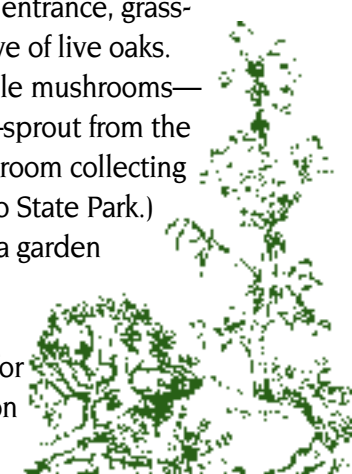 entrance, grass-
ve of live oaks.
le mushrooms—
-sprout from the
room collecting
o State Park.)
a garden
or
on